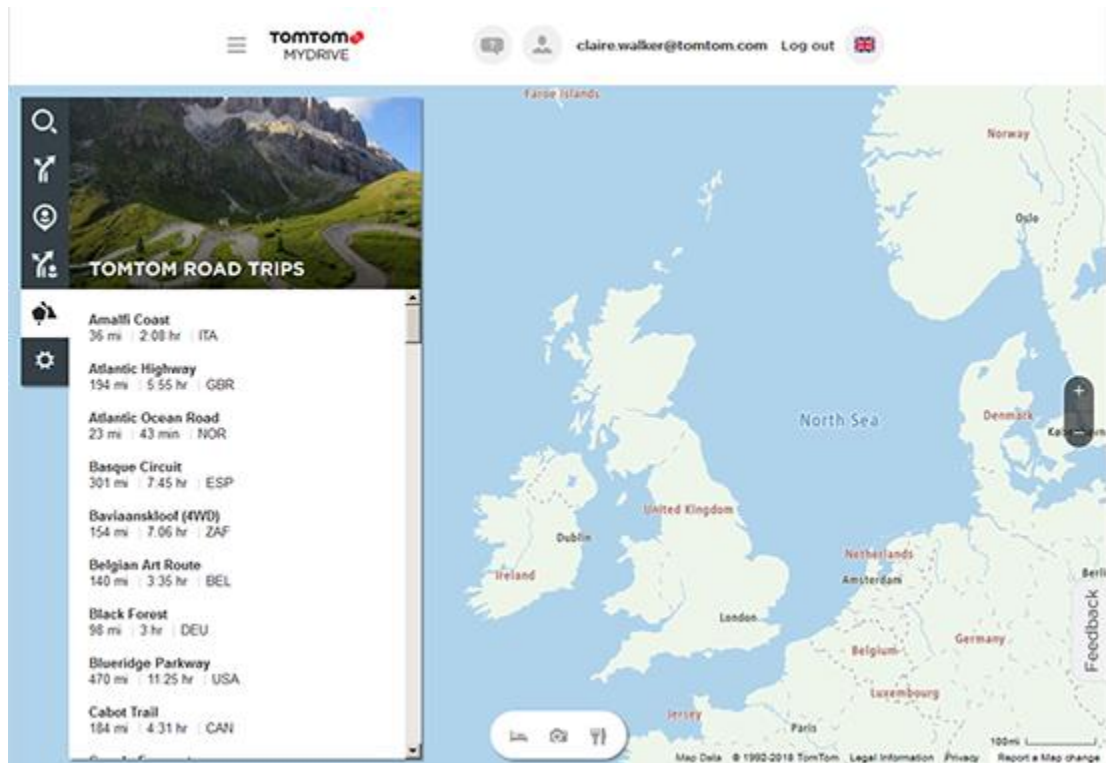 TOMTOM
MYDRIVE
claire.walker@tomtom.com Log out
TOMTOM ROAD TRIPS
Amalfi Coast
36 mi 2:08 hr ITA
Atlantic Highway
194 mi 5:55 hr GBR
Atlantic Ocean Road
23 mi 43 min NOR
Basque Circuit
301 mi 7:45 hr ESP
Baviaanskloof (4WD)
154 mi 7:06 hr ZAF
Belgian Art Route
140 mi 3:35 hr BEL
Black Forest
98 mi 3 hr DEU
Blueridge Parkway
470 mi 11:25 hr USA
Cabot Trail
184 mi 4:31 hr CAN
Faroe Islands
Norway
Oslo
North Sea
Denmark
United Kingdom
Dublin
Ireland
Netherlands
Amsterdam
Berli
London
Germany
Belgium
Luxembourg
Jersey
Paris
+
−
Feedback
100mi
Map Data © 1992-2018 TomTom Legal Information Privacy Report a Map change